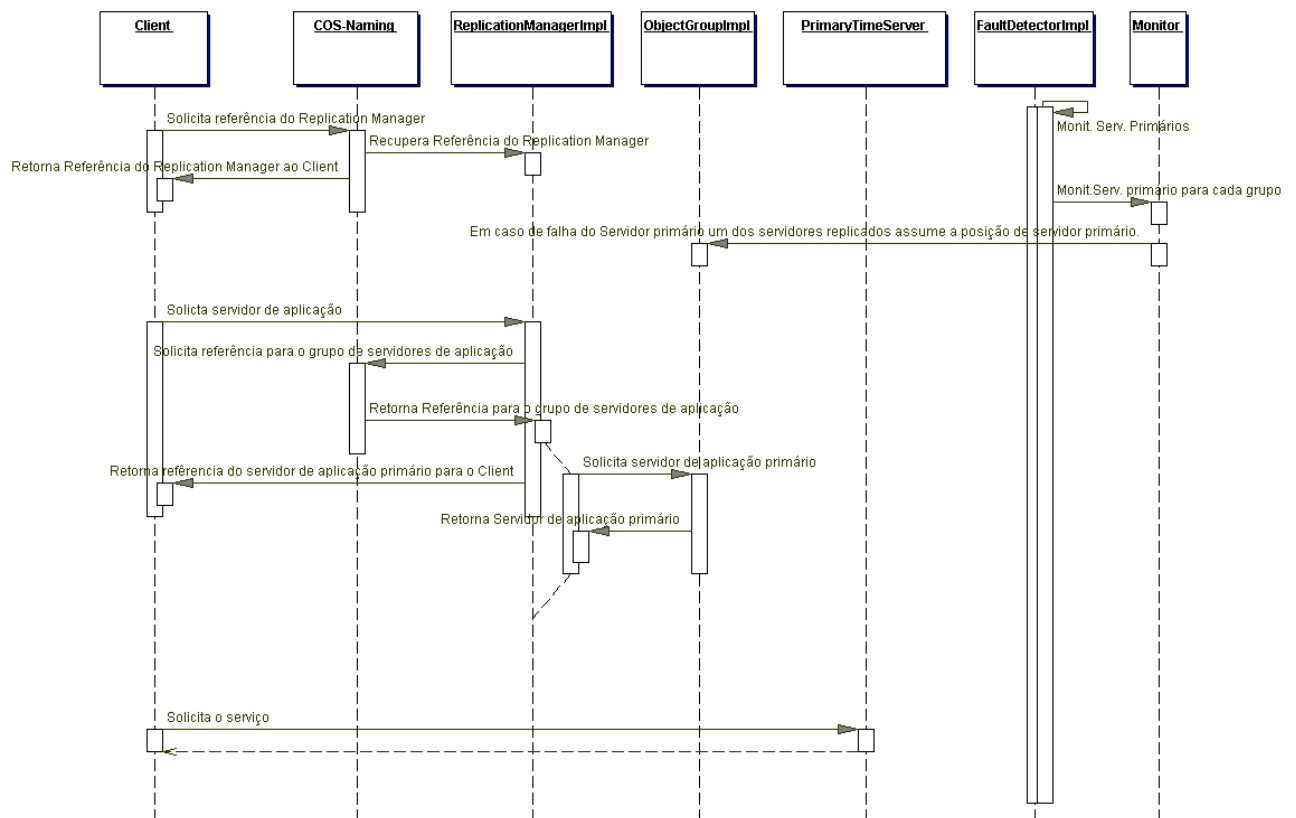 Client
COS-Naming
ReplicationManagerImpl
ObjectGroupImpl
PrimaryTimeServer
FaultDetectorImpl
Monitor
Solicita referência do Replication Manager
Monit. Serv. Primários
Recupera Referência do Replication Manager
Retorna Referência do Replication Manager ao Client
Monit.Serv. primário para cada grupo
Em caso de falha do Servidor primário um dos servidores replicados assume a posição de servidor primário.
Solicta servidor de aplicação
Solicita referência para o grupo de servidores de aplicação
Retorna Referência para o grupo de servidores de aplicação
Solicita servidor de aplicação primário
Retorna refêrencia do servidor de aplicação primário para o Client
Retorna Servidor de aplicação primário
Solicita o serviço